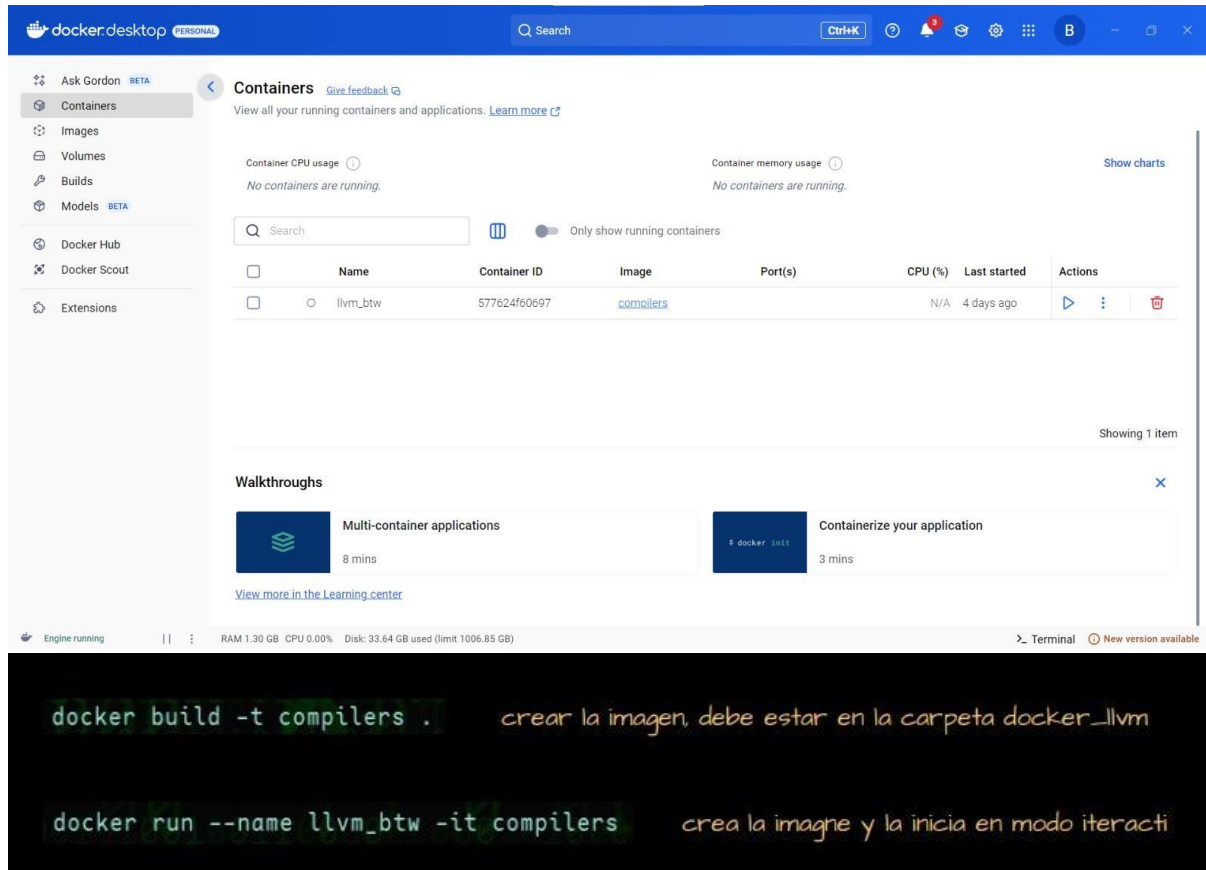 docker.desktop PERSONAL
Search
Ctrl+K
3
B
Ask Gordon BETA
Containers
Images
Volumes
Builds
Models BETA
Docker Hub
Docker Scout
Extensions
Containers Give feedback
View all your running containers and applications. Learn more
Container CPU usage
No containers are running.
Container memory usage
No containers are running.
Show charts
Search
Only show running containers
Name Container ID Image Port(s) CPU (%) Last started Actions
llvm_btw 577624f60697 compilers N/A 4 days ago
Showing 1 item
Walkthroughs
Multi-container applications
8 mins
$ docker init
Containerize your application
3 mins
View more in the Learning center
Engine running RAM 1.30 GB CPU 0.00% Disk: 33.64 GB used (limit 1006.85 GB) >_ Terminal New version available
docker build -t compilers . crear la imagen, debe estar en la carpeta docker_llvm
docker run --name llvm_btw -it compilers crea la imagne y la inicia en modo iteracti